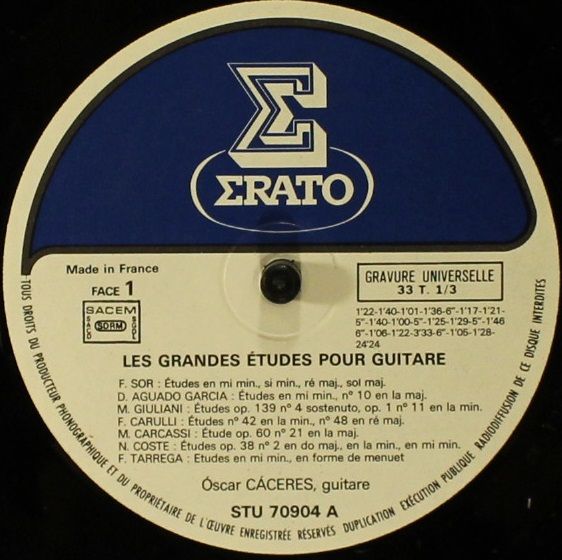 Σ
ΣRATO
Made in France
FACE 1
SACEM
SACD SDRM SGDL
GRAVURE UNIVERSELLE
33 T. 1/3
1'22-1'40-1'01-1'36-6"-1'17-1'21-
5"-1'40-1'00-5"-1'25-1'29-5"-1'46
6"-1'06-1'22-3'33-6"-1'05-1'28-
24'24
LES GRANDES ÉTUDES POUR GUITARE
F. SOR : Études en mi min., si min., ré maj., sol maj.
D. AGUADO GARCIA : Études en mi min., n° 10 en la maj.
M. GIULIANI : Études op. 139 n° 4 sostenuto, op. 1 n° 11 en la min.
F. CARULLI : Études n° 42 en la min., n° 48 en ré maj.
M. CARCASSI : Étude op. 60 n° 21 en la maj.
N. COSTE : Études op. 38 n° 2 en do maj., en la min., en mi min.
F. TARREGA : Etudes en mi min., en forme de menuet
Óscar CÁCERES, guitare
STU 70904 A
TOUS DROITS DU PRODUCTEUR PHONOGRAPHIQUE ET DU PROPRIÉTAIRE DE L'ŒUVRE ENREGISTRÉE RÉSERVÉS DUPLICATION EXÉCUTION PUBLIQUE RADIODIFFUSION DE CE DISQUE INTERDITES